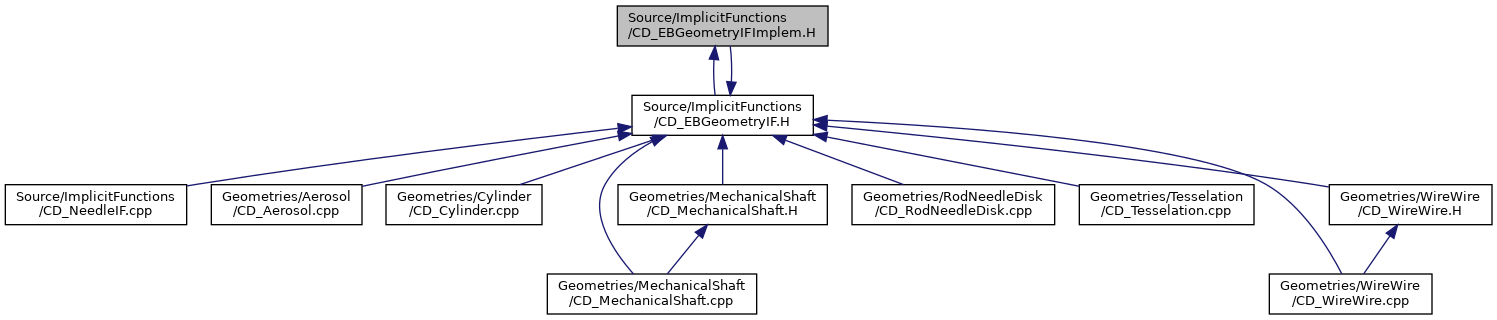 Source/ImplicitFunctions
/CD_EBGeometryIFImplem.H
Source/ImplicitFunctions
/CD_EBGeometryIF.H
Source/ImplicitFunctions
/CD_NeedleIF.cpp
Geometries/Aerosol
/CD_Aerosol.cpp
Geometries/Cylinder
/CD_Cylinder.cpp
Geometries/MechanicalShaft
/CD_MechanicalShaft.H
Geometries/RodNeedleDisk
/CD_RodNeedleDisk.cpp
Geometries/Tesselation
/CD_Tesselation.cpp
Geometries/WireWire
/CD_WireWire.H
Geometries/MechanicalShaft
/CD_MechanicalShaft.cpp
Geometries/WireWire
/CD_WireWire.cpp